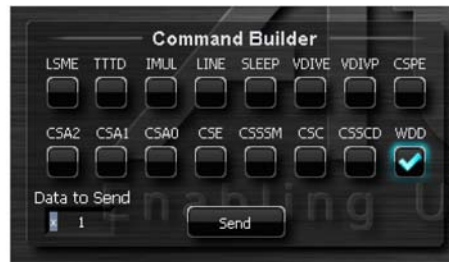 Command Builder
LSME TTTD IMUL LINE SLEEP VDIVE VDIVP CSPE
CSA2 CSA1 CSA0 CSE CSSSM CSC CSSCD WDD
Data to Send
x 1
Send
Enabling U